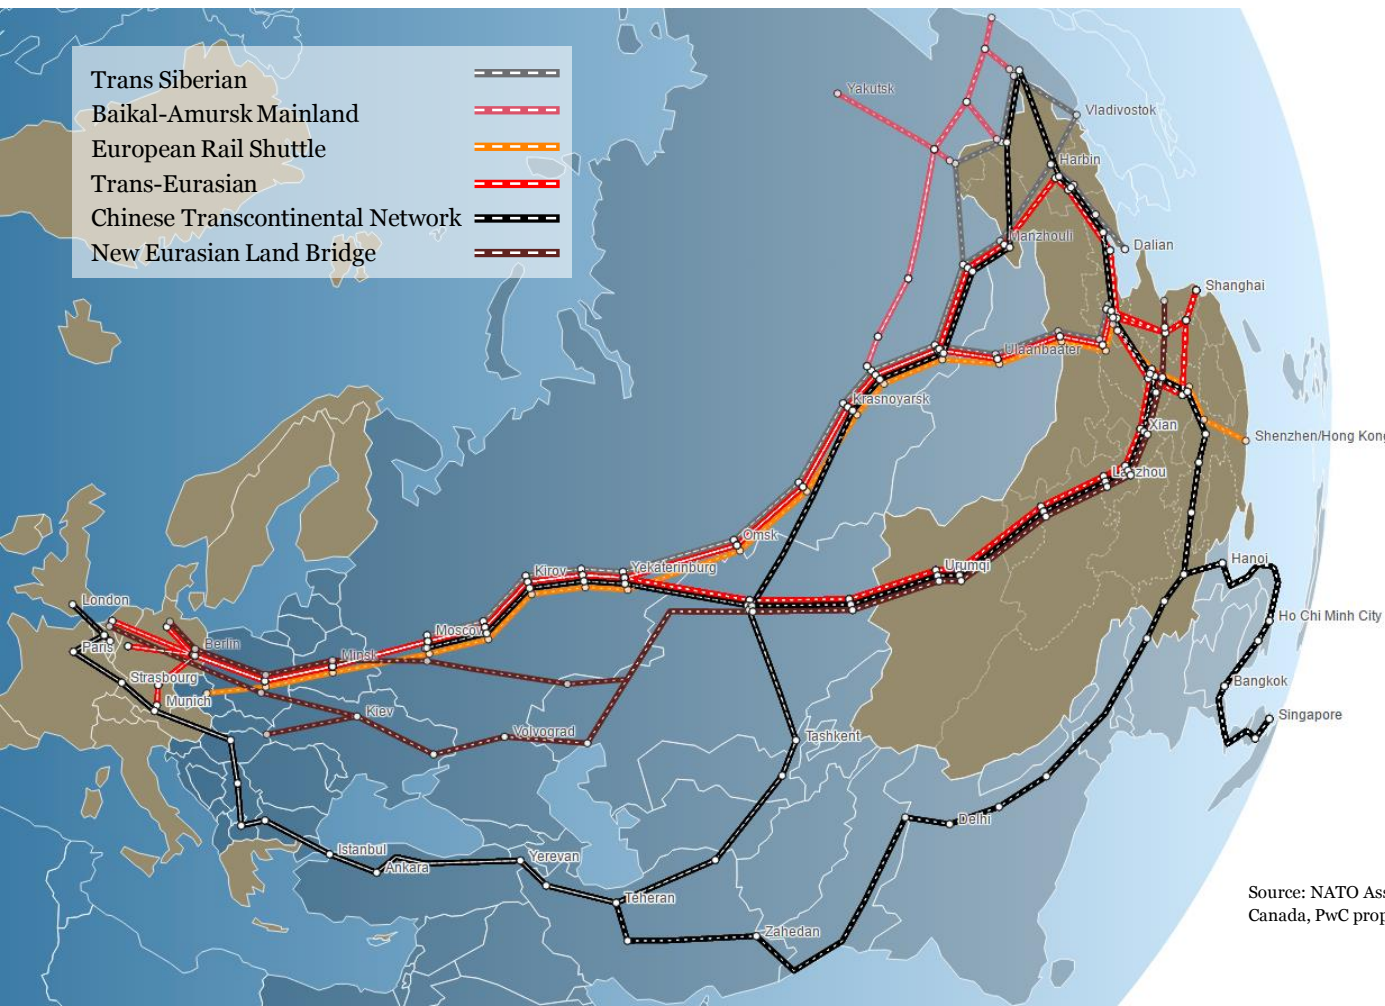 Trans Siberian
Baikal-Amursk Mainland
European Rail Shuttle
Trans-Eurasian
Chinese Transcontinental Network
New Eurasian Land Bridge
Yakutsk
Vladivostok
Harbin
Manzhouli
Dalian
Shanghai
Ulaanbaater
Krasnoyarsk
Xian
Shenzhen/Hong Kong
Lanzhou
Omsk
Hanoi
Kirov
Yekaterinburg
Urumqi
London
Ho Chi Minh City
Moscow
Paris
Berlin
Minsk
Strasbourg
Bangkok
Munich
Kiev
Singapore
Volvograd
Tashkent
Delhi
Istanbul
Yerevan
Ankara
Teheran
Zahedan
Source: NATO Ass
Canada, PwC prop